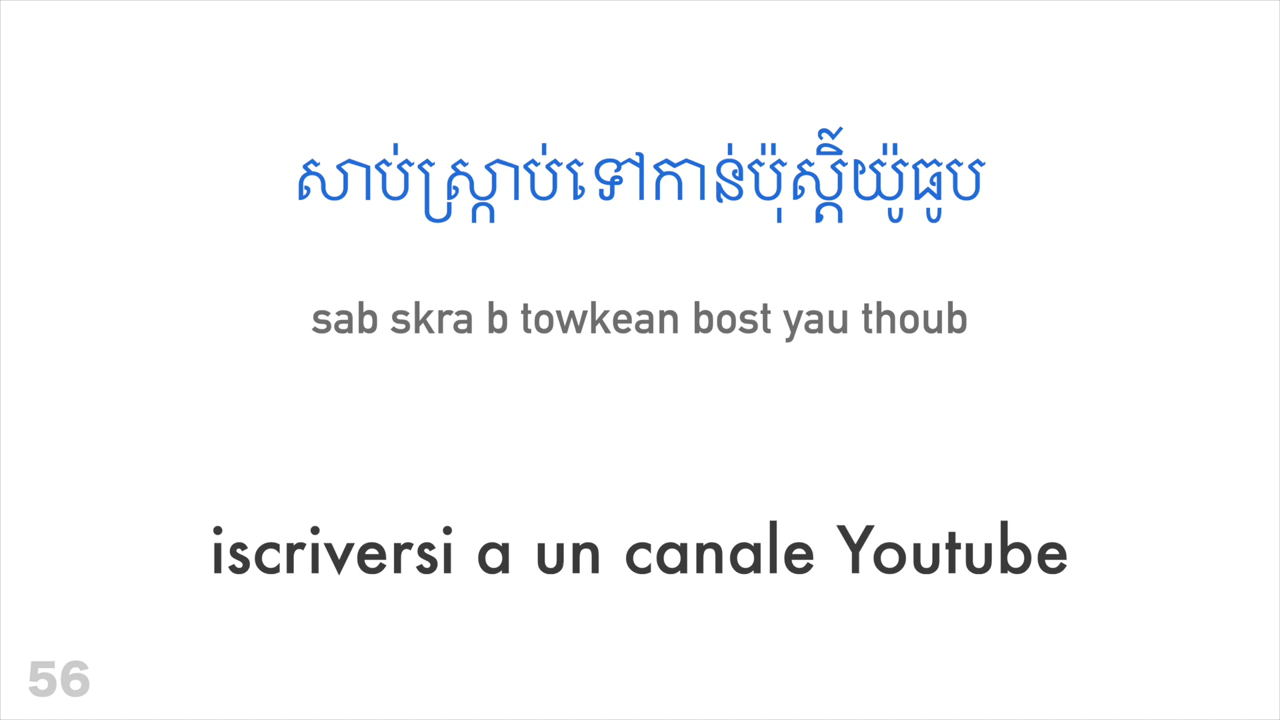 សាប់ស្រ្កាប់ទៅកាន់ប៉ុស្តិ៍យ៉ូធូប
sab skra b towkean bost yau thoub
iscriversi a un canale Youtube
56